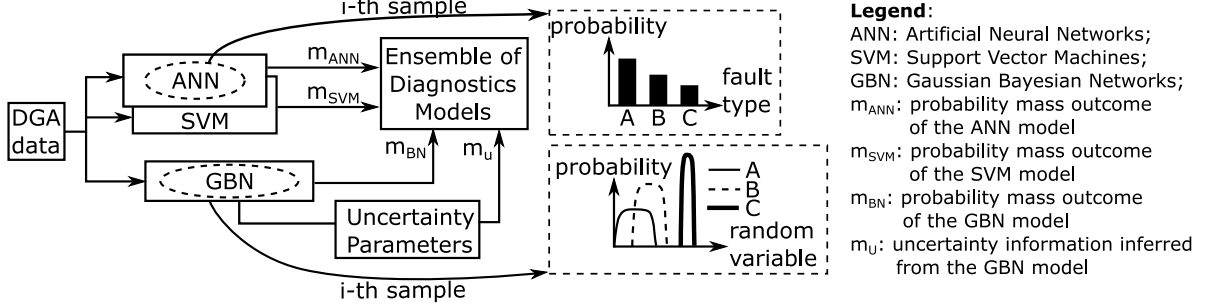 i-th sample
DGA
data
ANN
SVM
GBN
m_ANN
m_SVM
m_BN
m_u
Ensemble of
Diagnostics
Models
Uncertainty
Parameters
i-th sample
probability
fault
type
A B C
probability
A
B
C
random
variable
Legend:
ANN: Artificial Neural Networks;
SVM: Support Vector Machines;
GBN: Gaussian Bayesian Networks;
m_ANN: probability mass outcome
of the ANN model
m_SVM: probability mass outcome
of the SVM model
m_BN: probability mass outcome
of the GBN model
m_U: uncertainty information inferred
from the GBN model